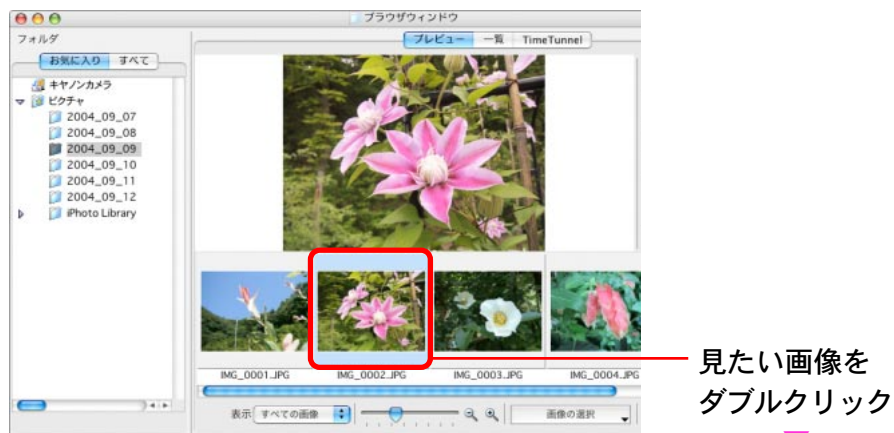 ブラウザウィンドウ
フォルダ
プレビュー 一覧 TimeTunnel
お気に入り すべて
キヤノンカメラ
ピクチャ
2004_09_07
2004_09_08
2004_09_09
2004_09_10
2004_09_11
2004_09_12
iPhoto Library
IMG_0001.JPG IMG_0002.JPG IMG_0003.JPG IMG_0004.JPG
見たい画像を
ダブルクリック
表示 すべての画像 画像の選択